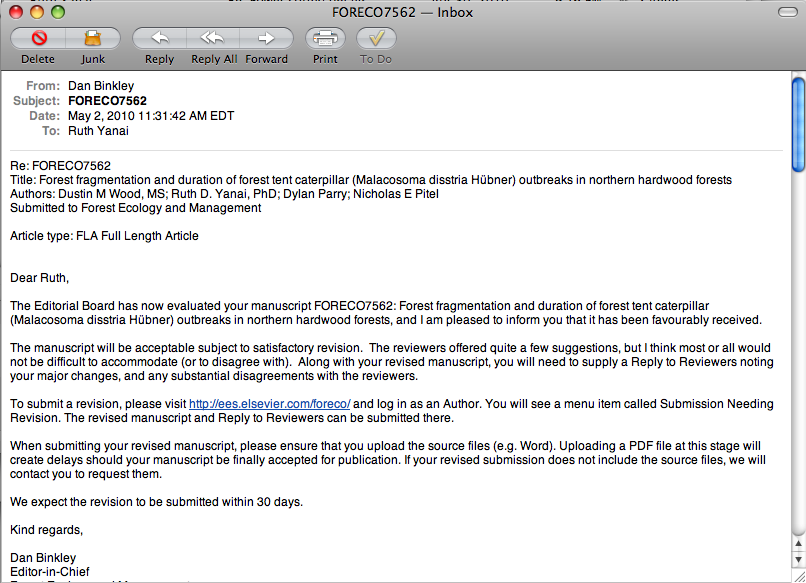 FORECO7562 — Inbox
Delete Junk Reply Reply All Forward Print To Do
From: Dan Binkley
Subject: FORECO7562
Date: May 2, 2010 11:31:42 AM EDT
To: Ruth Yanai
Re: FORECO7562
Title: Forest fragmentation and duration of forest tent caterpillar (Malacosoma disstria Hübner) outbreaks in northern hardwood forests
Authors: Dustin M Wood, MS; Ruth D. Yanai, PhD; Dylan Parry; Nicholas E Pitel
Submitted to Forest Ecology and Management
Article type: FLA Full Length Article
Dear Ruth,
The Editorial Board has now evaluated your manuscript FORECO7562: Forest fragmentation and duration of forest tent caterpillar
(Malacosoma disstria Hübner) outbreaks in northern hardwood forests, and I am pleased to inform you that it has been favourably received.
The manuscript will be acceptable subject to satisfactory revision.  The reviewers offered quite a few suggestions, but I think most or all would
not be difficult to accommodate (or to disagree with).  Along with your revised manuscript, you will need to supply a Reply to Reviewers noting
your major changes, and any substantial disagreements with the reviewers.
To submit a revision, please visit http://ees.elsevier.com/foreco/ and log in as an Author. You will see a menu item called Submission Needing
Revision. The revised manuscript and Reply to Reviewers can be submitted there.
When submitting your revised manuscript, please ensure that you upload the source files (e.g. Word). Uploading a PDF file at this stage will
create delays should your manuscript be finally accepted for publication. If your revised submission does not include the source files, we will
contact you to request them.
We expect the revision to be submitted within 30 days.
Kind regards,
Dan Binkley
Editor-in-Chief